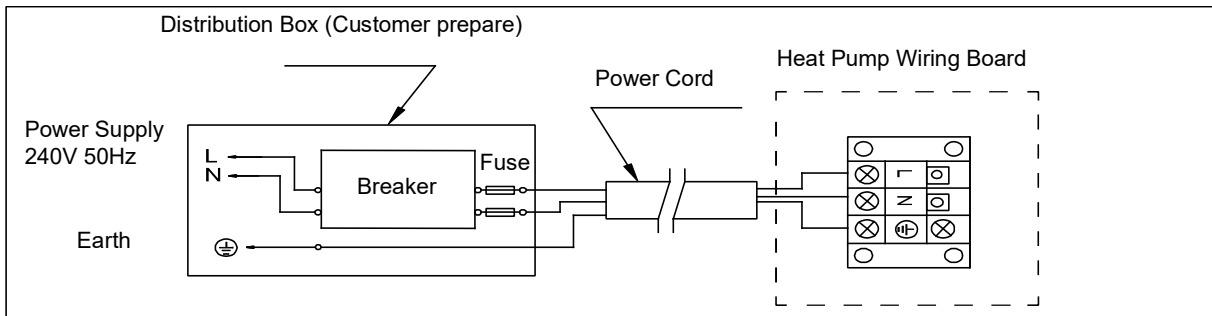 Distribution Box (Customer prepare)
Heat Pump Wiring Board
Power Cord
Power Supply
240V 50Hz
L
N
Breaker
Fuse
Earth
L
N